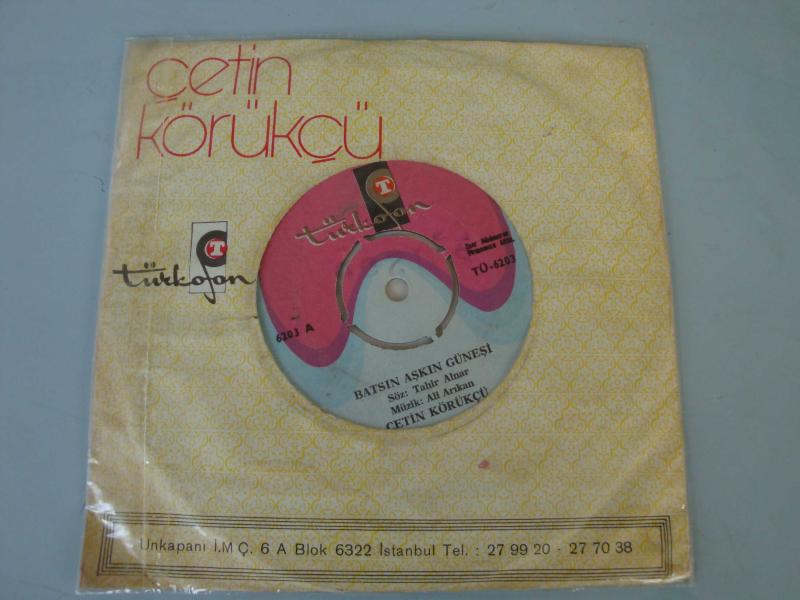 çetin
körükçü
T
türkofon
T
türkofon
TÜ-6203
6203 A
BATSIN AŞKIN GÜNEŞİ
Söz: Tahir Alnar
Müzik: Ali Arıkan
ÇETİN KÖRÜKÇÜ
Unkapanı İ.M Ç. 6 A Blok 6322 İstanbul Tel. : 27 99 20 - 27 70 38